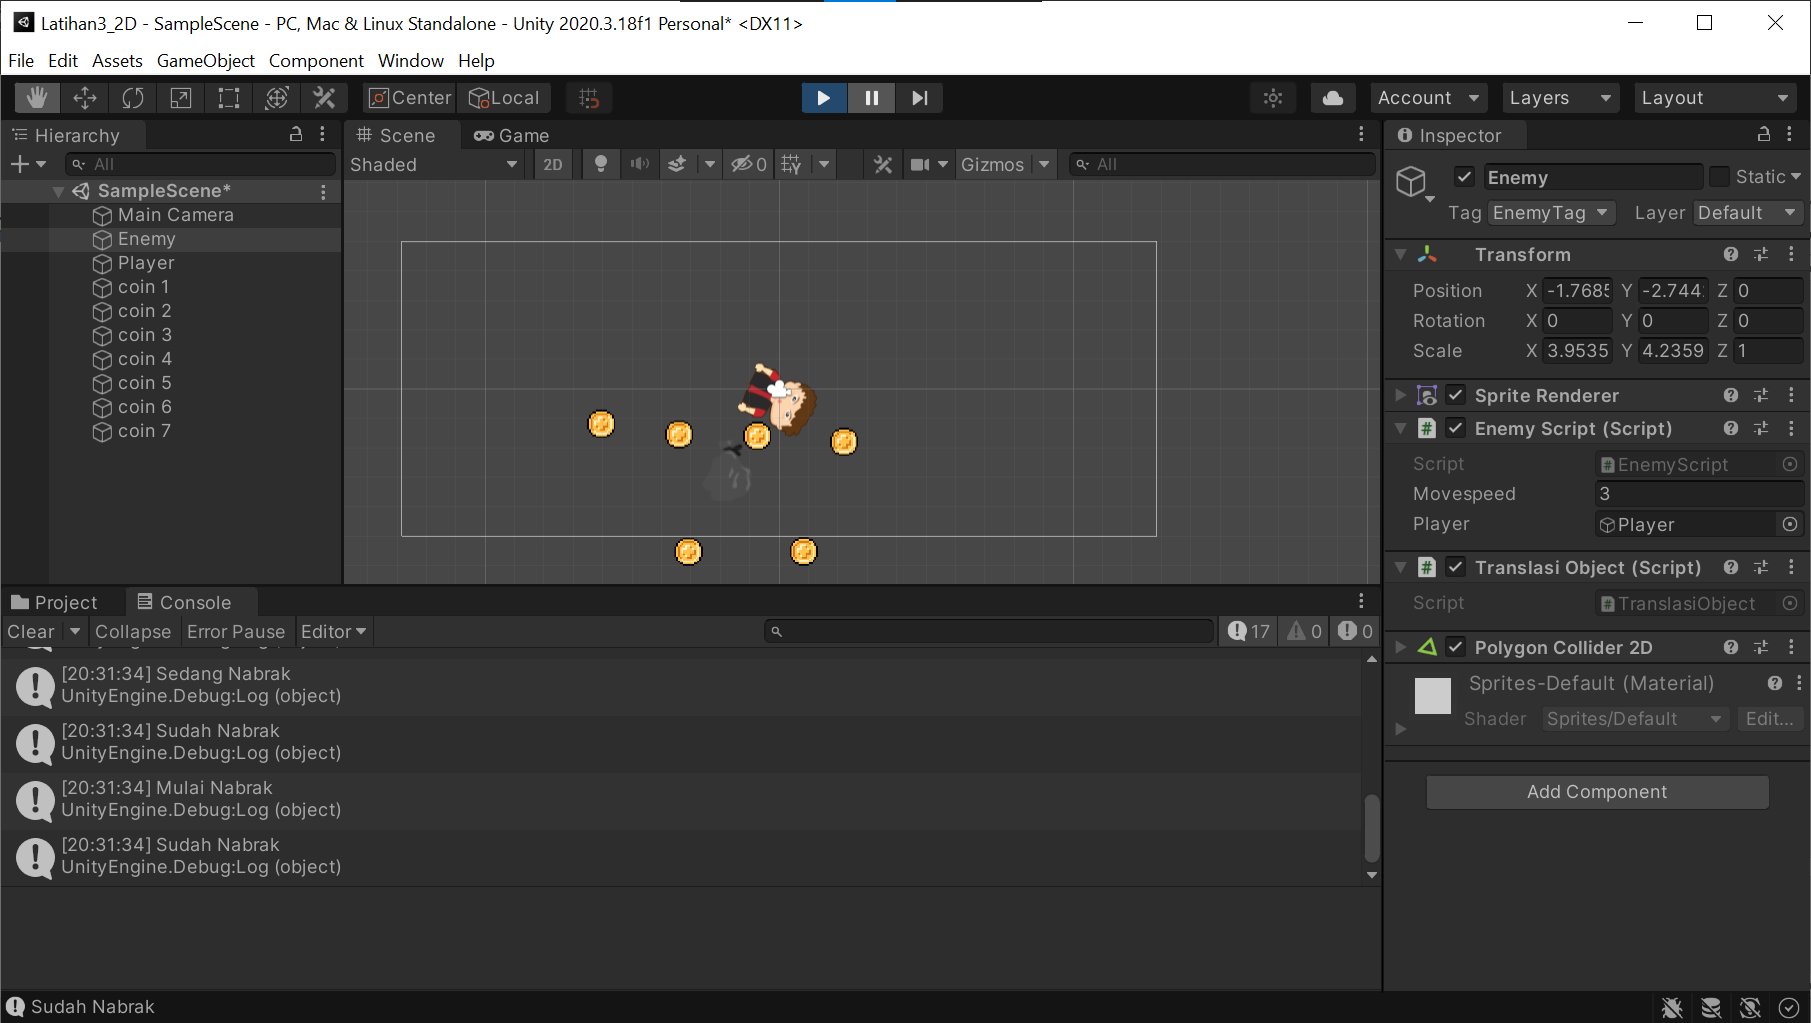 Latihan3_2D - SampleScene - PC, Mac & Linux Standalone - Unity 2020.3.18f1 Personal* <DX11>
File Edit Assets GameObject Component Window Help
Center Local Account Layers Layout
Hierarchy
All
SampleScene*
Main Camera
Enemy
Player
coin 1
coin 2
coin 3
coin 4
coin 5
coin 6
coin 7
Scene Game
Shaded 2D 0 Gizmos All
Inspector
Enemy Static
Tag EnemyTag Layer Default
Transform
Position X -1.7685 Y -2.744 Z 0
Rotation X 0 Y 0 Z 0
Scale X 3.9535 Y 4.2359 Z 1
Sprite Renderer
# Enemy Script (Script)
Script EnemyScript
Movespeed 3
Player Player
# Translasi Object (Script)
Script TranslasiObject
Polygon Collider 2D
Sprites-Default (Material)
Shader Sprites/Default Edit...
Add Component
Project Console
Clear Collapse Error Pause Editor 17 0 0
[20:31:34] Sedang Nabrak
UnityEngine.Debug:Log (object)
[20:31:34] Sudah Nabrak
UnityEngine.Debug:Log (object)
[20:31:34] Mulai Nabrak
UnityEngine.Debug:Log (object)
[20:31:34] Sudah Nabrak
UnityEngine.Debug:Log (object)
Sudah Nabrak